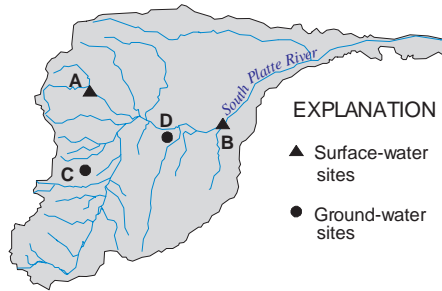 A
South Platte River
D
B
C
EXPLANATION
Surface-water
sites
Ground-water
sites